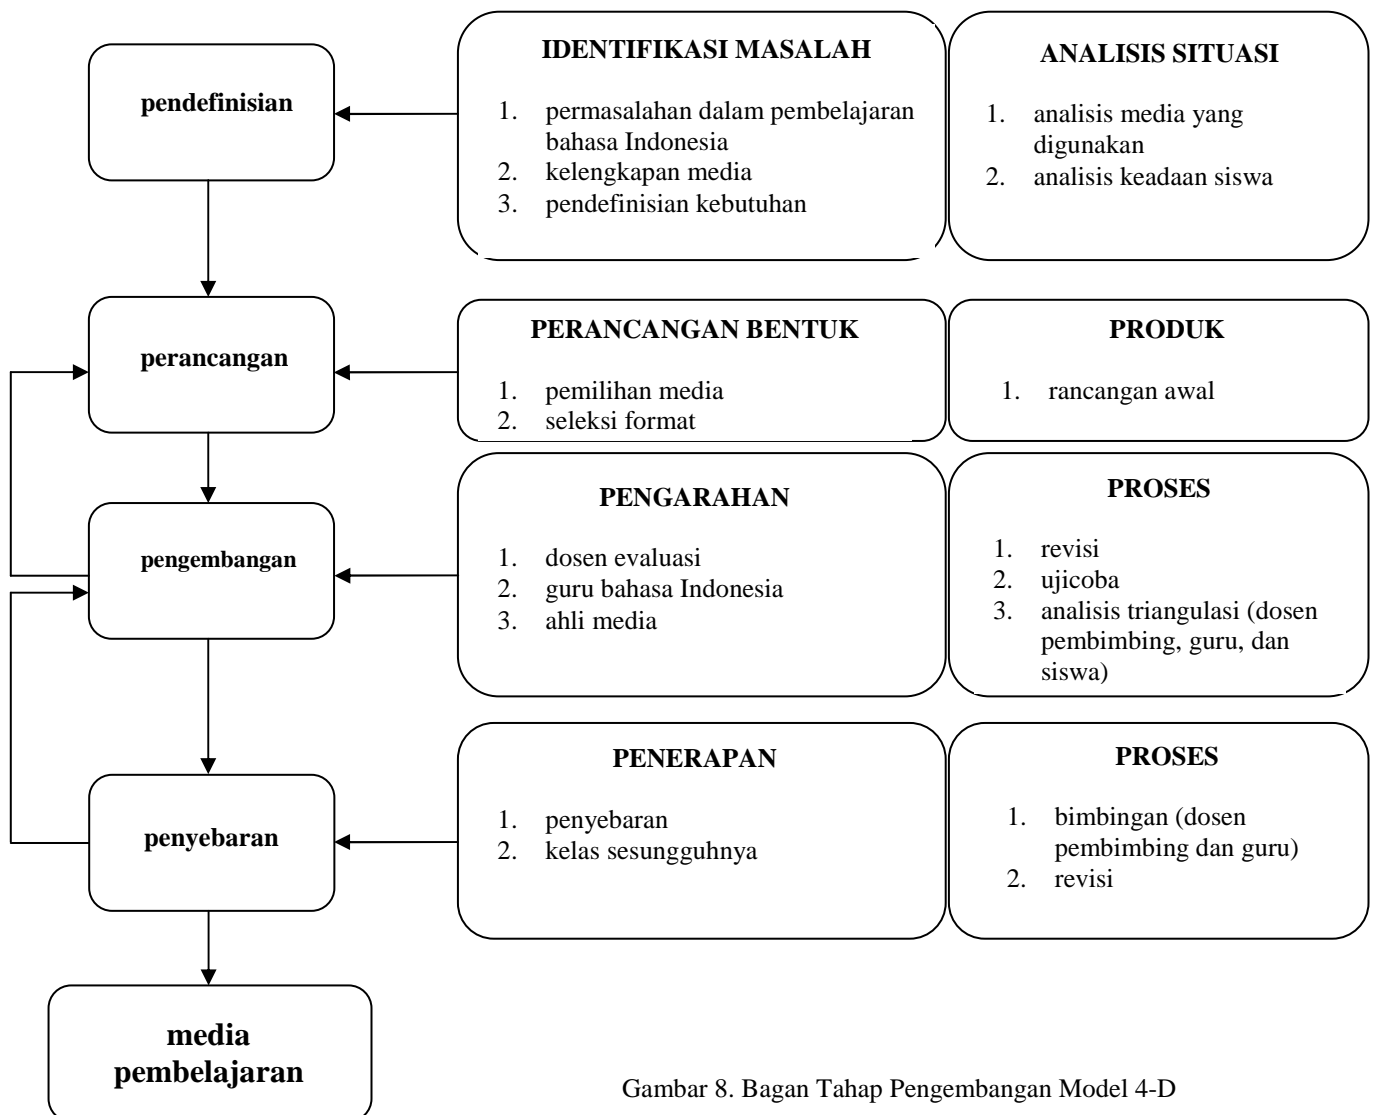 pendefinisian
IDENTIFIKASI MASALAH
1. permasalahan dalam pembelajaran
bahasa Indonesia
2. kelengkapan media
3. pendefinisian kebutuhan
ANALISIS SITUASI
1. analisis media yang
digunakan
2. analisis keadaan siswa
perancangan
PERANCANGAN BENTUK
1. pemilihan media
2. seleksi format
PRODUK
1. rancangan awal
pengembangan
PENGARAHAN
1. dosen evaluasi
2. guru bahasa Indonesia
3. ahli media
PROSES
1. revisi
2. ujicoba
3. analisis triangulasi (dosen
pembimbing, guru, dan
siswa)
penyebaran
PENERAPAN
1. penyebaran
2. kelas sesungguhnya
PROSES
1. bimbingan (dosen
pembimbing dan guru)
2. revisi
media
pembelajaran
Gambar 8. Bagan Tahap Pengembangan Model 4-D